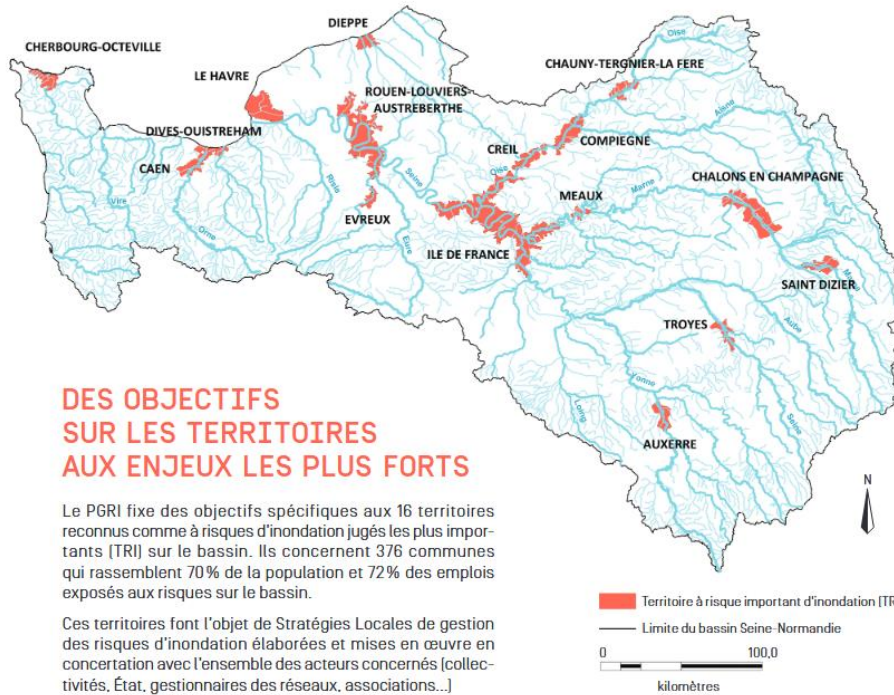 DIEPPE
CHERBOURG-OCTEVILLE
Oise
CHAUNY-TERGNIER-LA FERE
LE HAVRE
ROUEN-LOUVIERS
AUSTREBERTHE
Aisne
DIVES-OUISTREHAM
CREIL
COMPIEGNE
CAEN
Oise
CHALONS EN CHAMPAGNE
Risle
Seine
MEAUX
Marne
Vire
EVREUX
Orne
Eure
ILE DE FRANCE
Marne
SAINT DIZIER
TROYES
Aube
Yonne
Loing
Seine
AUXERRE
DES OBJECTIFS
SUR LES TERRITOIRES
AUX ENJEUX LES PLUS FORTS
Le PGRI fixe des objectifs spécifiques aux 16 territoires
reconnus comme à risques d'inondation jugés les plus impor-
tants (TRI) sur le bassin. Ils concernent 376 communes
qui rassemblent 70% de la population et 72% des emplois
exposés aux risques sur le bassin.
Ces territoires font l'objet de Stratégies Locales de gestion
des risques d'inondation élaborées et mises en œuvre en
concertation avec l'ensemble des acteurs concernés (collec-
tivités, État, gestionnaires des réseaux, associations...)
N
Territoire à risque important d'inondation (TR
Limite du bassin Seine-Normandie
0 100,0
kilomètres